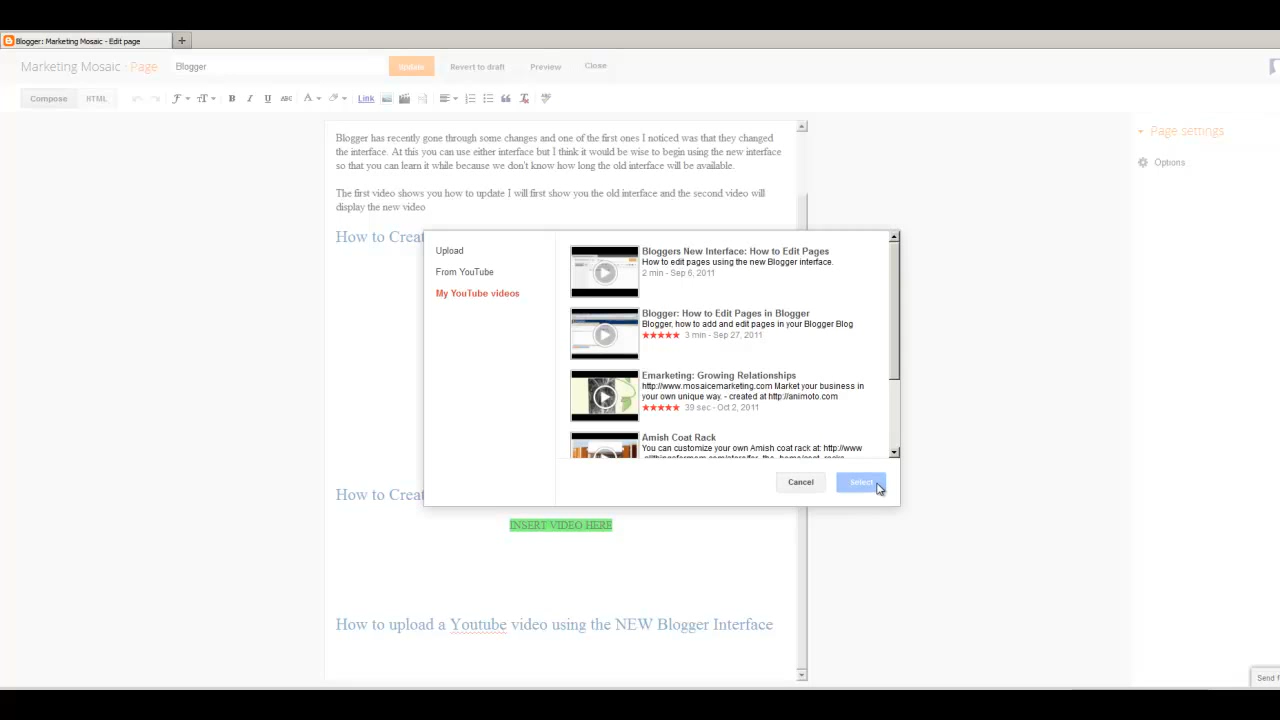 Blogger: Marketing Mosaic - Edit page
Marketing Mosaic · Page
Blogger
Update
Revert to draft
Preview
Close
Compose
HTML
Link
Page settings
Options
Blogger has recently gone through some changes and one of the first ones I noticed was that they changed
the interface. At this you can use either interface but I think it would be wise to begin using the new interface
so that you can learn it while because we don't know how long the old interface will be available.
The first video shows you how to update I will first show you the old interface and the second video will
display the new video
How to Creat
Upload
From YouTube
My YouTube videos
Bloggers New Interface: How to Edit Pages
How to edit pages using the new Blogger interface.
2 min - Sep 6, 2011
Blogger: How to Edit Pages in Blogger
Blogger, how to add and edit pages in your Blogger Blog
★★★★★ 3 min - Sep 27, 2011
Emarketing: Growing Relationships
http://www.mosaicmarketing.com Market your business in
your own unique way. - created at http://animoto.com
★★★★★ 39 sec - Oct 2, 2011
Amish Coat Rack
You can customize your own Amish coat rack at: http://www
Cancel
Select
How to Creat
INSERT VIDEO HERE
How to upload a Youtube video using the NEW Blogger Interface
Send f